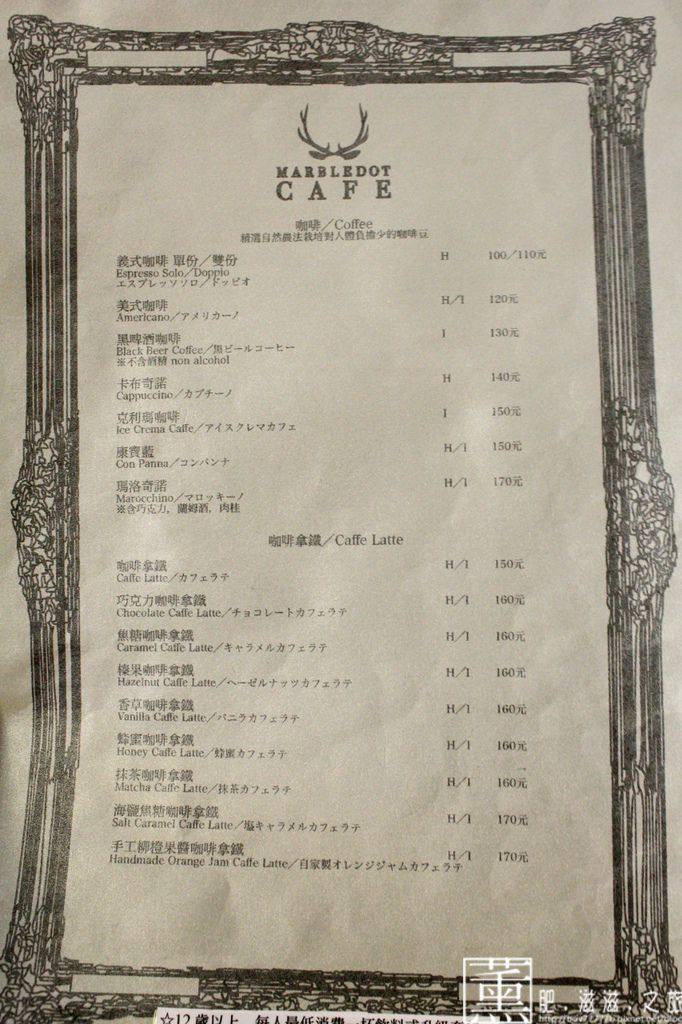 MARBLEDOT
CAFE
咖啡／Coffee
精選自然農法栽培對人體負擔少的咖啡豆
義式咖啡 單份／雙份 H 100／110元
Espresso Solo／Doppio
エスプレッソソロ／ドッピオ
美式咖啡 H／I 120元
Americano／アメリカーノ
黑啤酒咖啡 I 130元
Black Beer Coffee／黒ビールコーヒー
※不含酒精 non alcohol
卡布奇諾 H 140元
Cappuccino／カプチーノ
克利瑪咖啡 I 150元
Ice Crema Caffe／アイスクレマカフェ
康寶藍 H／I 150元
Con Panna／コンパンナ
瑪洛奇諾 H／I 170元
Marocchino／マロッキーノ
※含巧克力，蘭姆酒，肉桂
咖啡拿鐵／Caffe Latte
咖啡拿鐵 H／I 150元
Caffe Latte／カフェラテ
巧克力咖啡拿鐵 H／I 160元
Chocolate Caffe Latte／チョコレートカフェラテ
焦糖咖啡拿鐵 H／I 160元
Caramel Caffe Latte／キャラメルカフェラテ
榛果咖啡拿鐵 H／I 160元
Hazelnut Caffe Latte／ヘーゼルナッツカフェラテ
香草咖啡拿鐵 H／I 160元
Vanilla Caffe Latte／バニラカフェラテ
蜂蜜咖啡拿鐵 H／I 160元
Honey Caffe Latte／蜂蜜カフェラテ
抹茶咖啡拿鐵 H／I 160元
Matcha Caffe Latte／抹茶カフェラテ
海鹽焦糖咖啡拿鐵 H／I 170元
Salt Caramel Caffe Latte／塩キャラメルカフェラテ
手工柳橙果醬咖啡拿鐵 H／I 170元
Handmade Orange Jam Caffe Latte／自家製オレンジジャムカフェラテ
☆12歲以上，每人最低消費一杯飲料或
薰 肥．滋滋．之旅